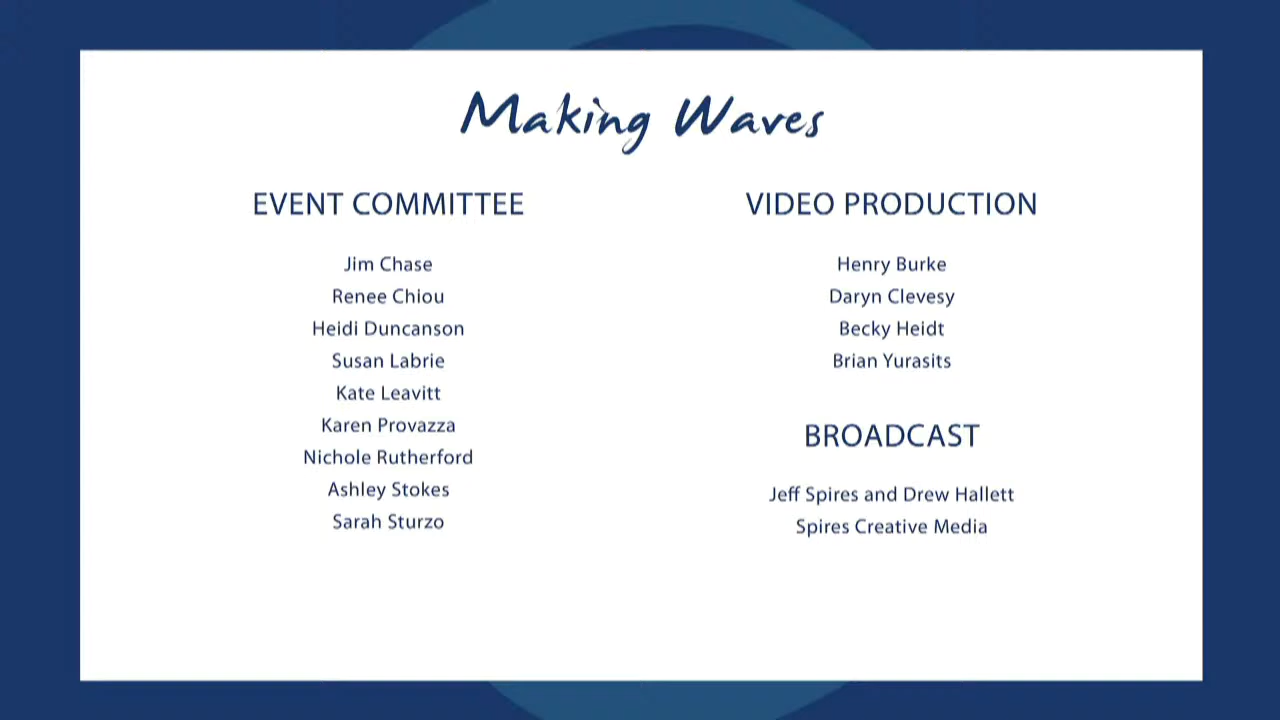 Making Waves
EVENT COMMITTEE
Jim Chase
Renee Chiou
Heidi Duncanson
Susan Labrie
Kate Leavitt
Karen Provazza
Nichole Rutherford
Ashley Stokes
Sarah Sturzo
VIDEO PRODUCTION
Henry Burke
Daryn Clevesy
Becky Heidt
Brian Yurasits
BROADCAST
Jeff Spires and Drew Hallett
Spires Creative Media